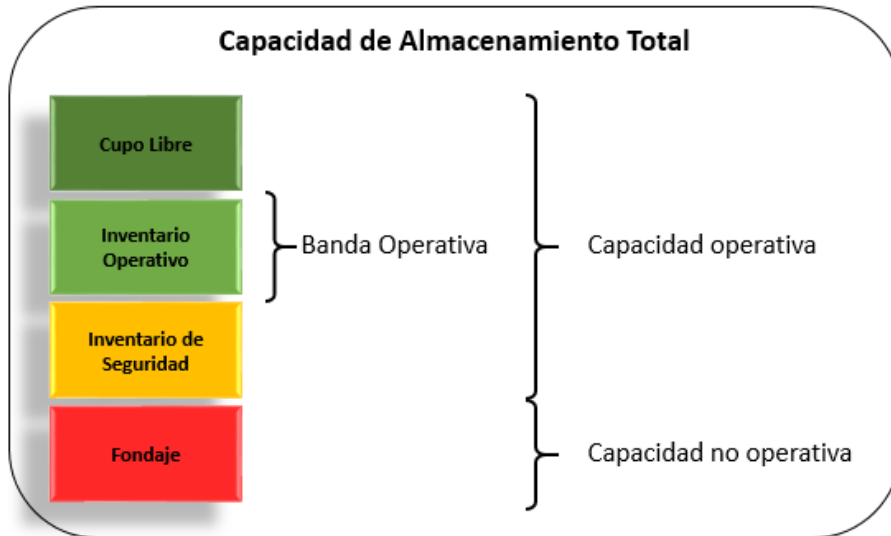 Capacidad de Almacenamiento Total
Cupo Libre
Inventario
Operativo
Banda Operativa
Capacidad operativa
Inventario de
Seguridad
Fondaje
Capacidad no operativa